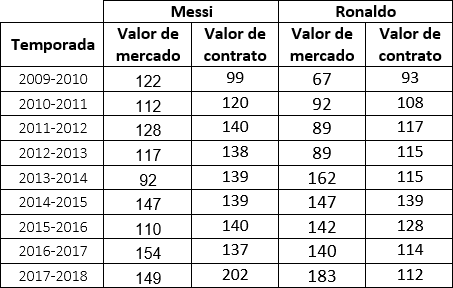 Messi Ronaldo
Temporada Valor de mercado Valor de contrato Valor de mercado Valor de contrato
2009-2010 122 99 67 93
2010-2011 112 120 92 108
2011-2012 128 140 89 117
2012-2013 117 138 89 115
2013-2014 92 139 162 115
2014-2015 147 139 147 139
2015-2016 110 140 142 128
2016-2017 154 137 140 114
2017-2018 149 202 183 112